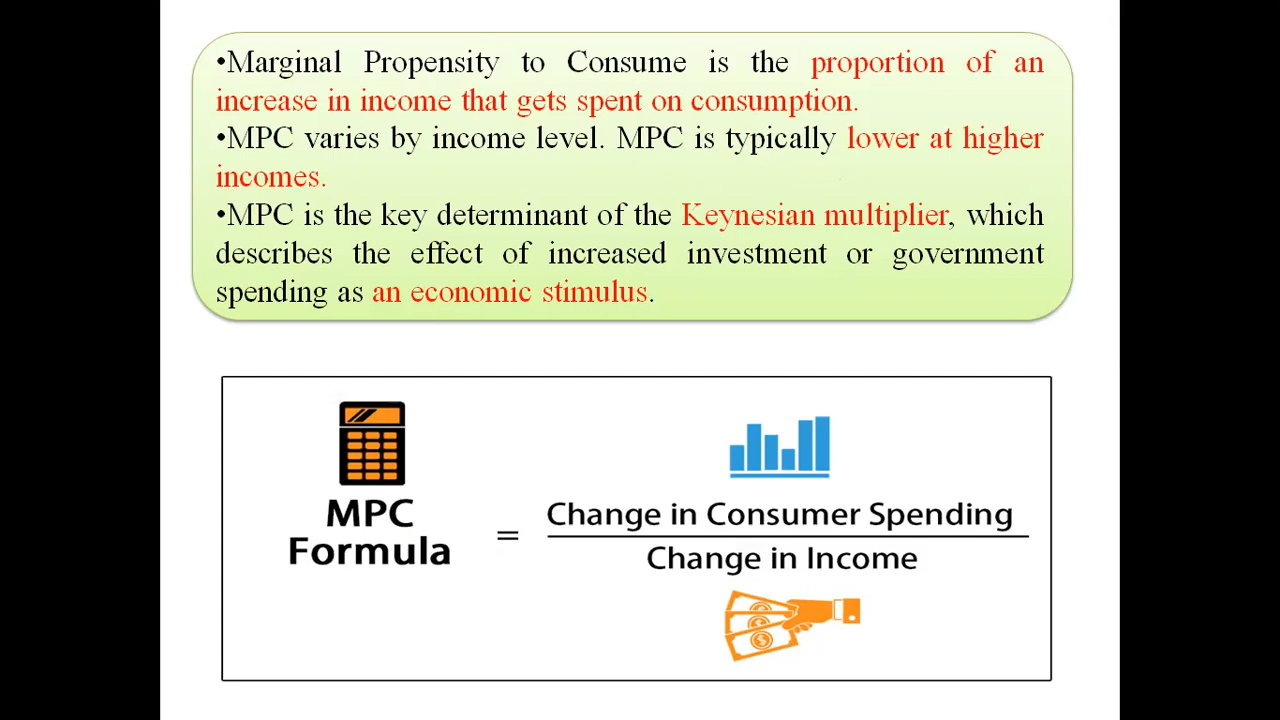 •Marginal Propensity to Consume is the proportion of an
increase in income that gets spent on consumption.
•MPC varies by income level. MPC is typically lower at higher
incomes.
•MPC is the key determinant of the Keynesian multiplier, which
describes the effect of increased investment or government
spending as an economic stimulus.
MPC
Formula
=
Change in Consumer Spending
Change in Income